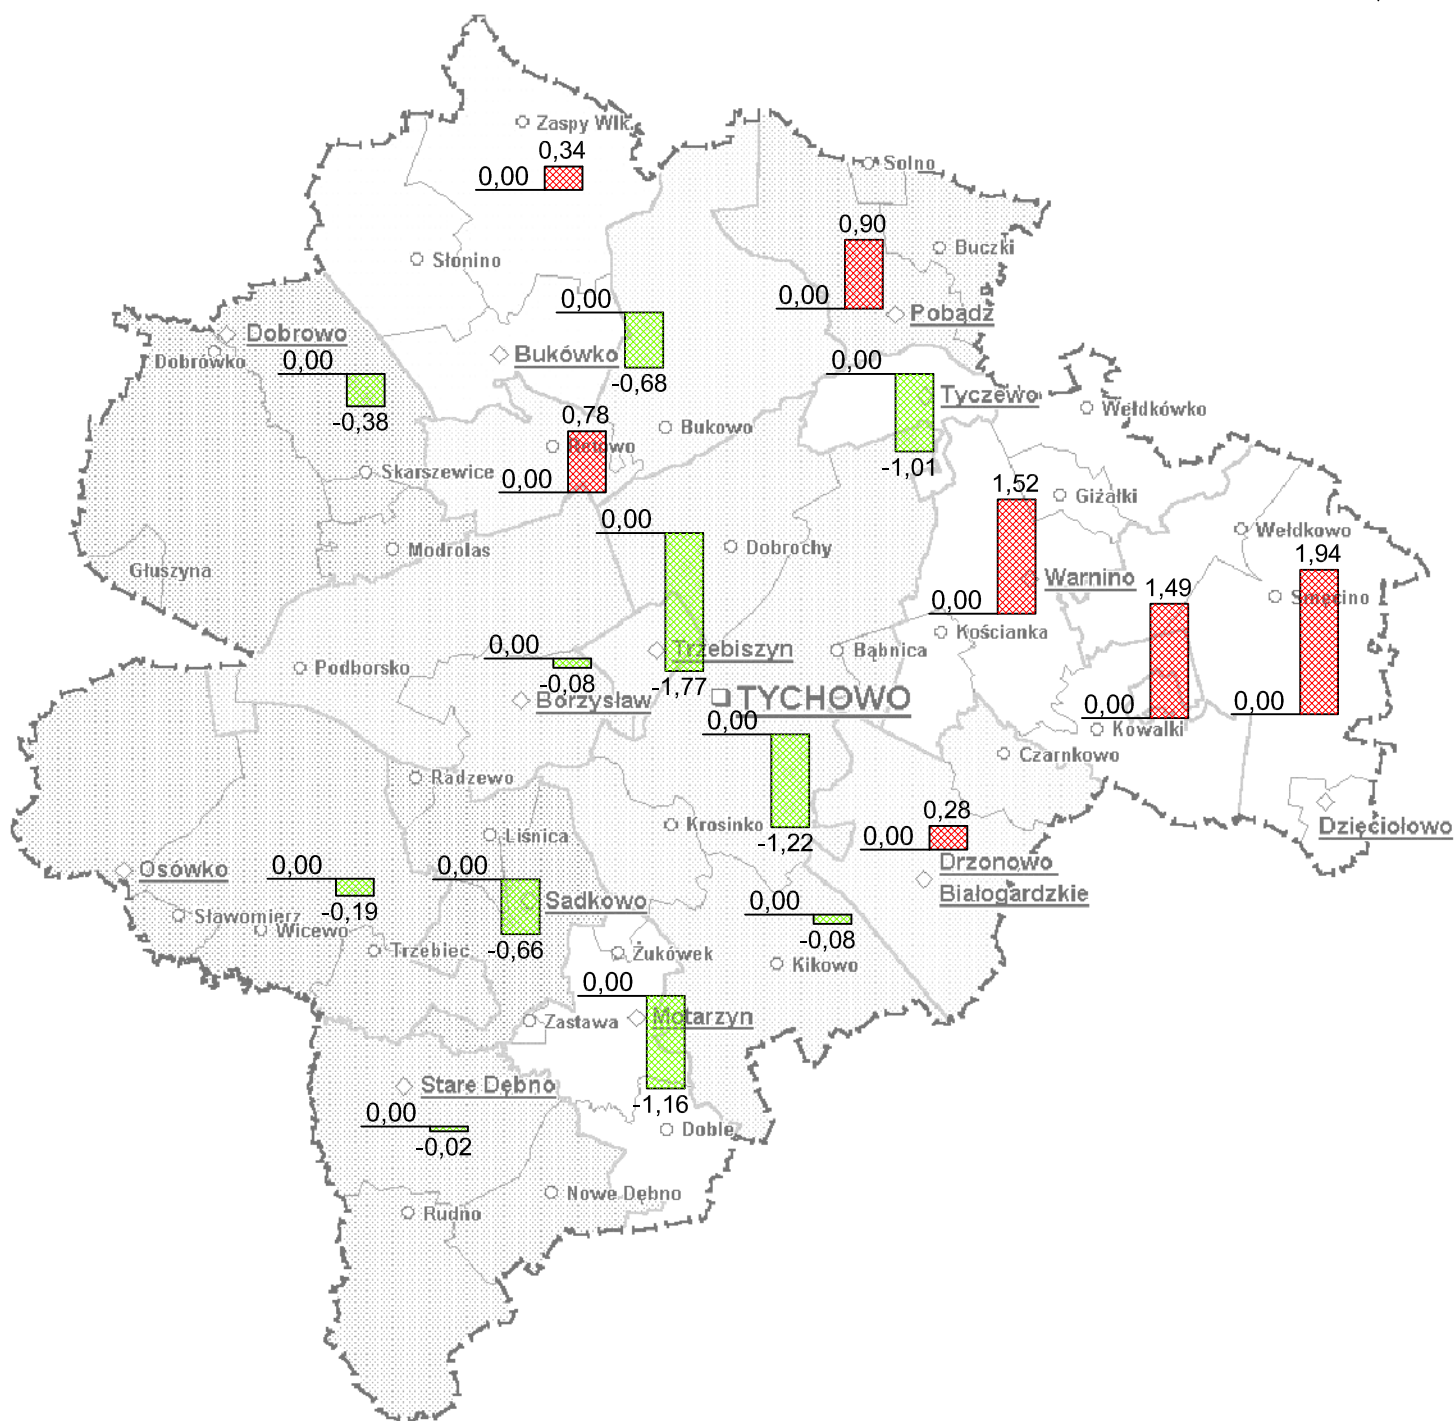 Zaspy Wlk.
0,34
0,00
Solno
0,90
Buczki
Słonino
0,00
0,00
Pobądź
Dobrowo
Dobrówko
0,00
Bukówko
-0,68
0,00
Tyczewo
-0,38
0,78
Bukowo
Wełdkówko
Retowo
-1,01
Skarszewice
0,00
1,52
Giżałki
0,00
Wełdkowo
Modrolas
Dobrochy
1,94
Głuszyna
Warnino
1,49
Smęcino
0,00
Kościanka
0,00
Trzebiszyn
Bąbnica
Podborsko
-0,08
-1,77
Borzysław
TYCHOWO
0,00
0,00
0,00
Kowalki
Czarnkowo
Radzewo
0,28
Krosinko
Liśnica
-1,22
0,00
Dzięciołowo
Drzonowo
Białogardzkie
Osówko
0,00
0,00
Sadkowo
-0,19
0,00
Sławomierz
Wicewo
-0,08
Trzebiec
-0,66
Żukówek
Kikowo
0,00
Zastawa
Motarzyn
Stare Dębno
0,00
-1,16
-0,02
Doble
Nowe Dębno
Rudno